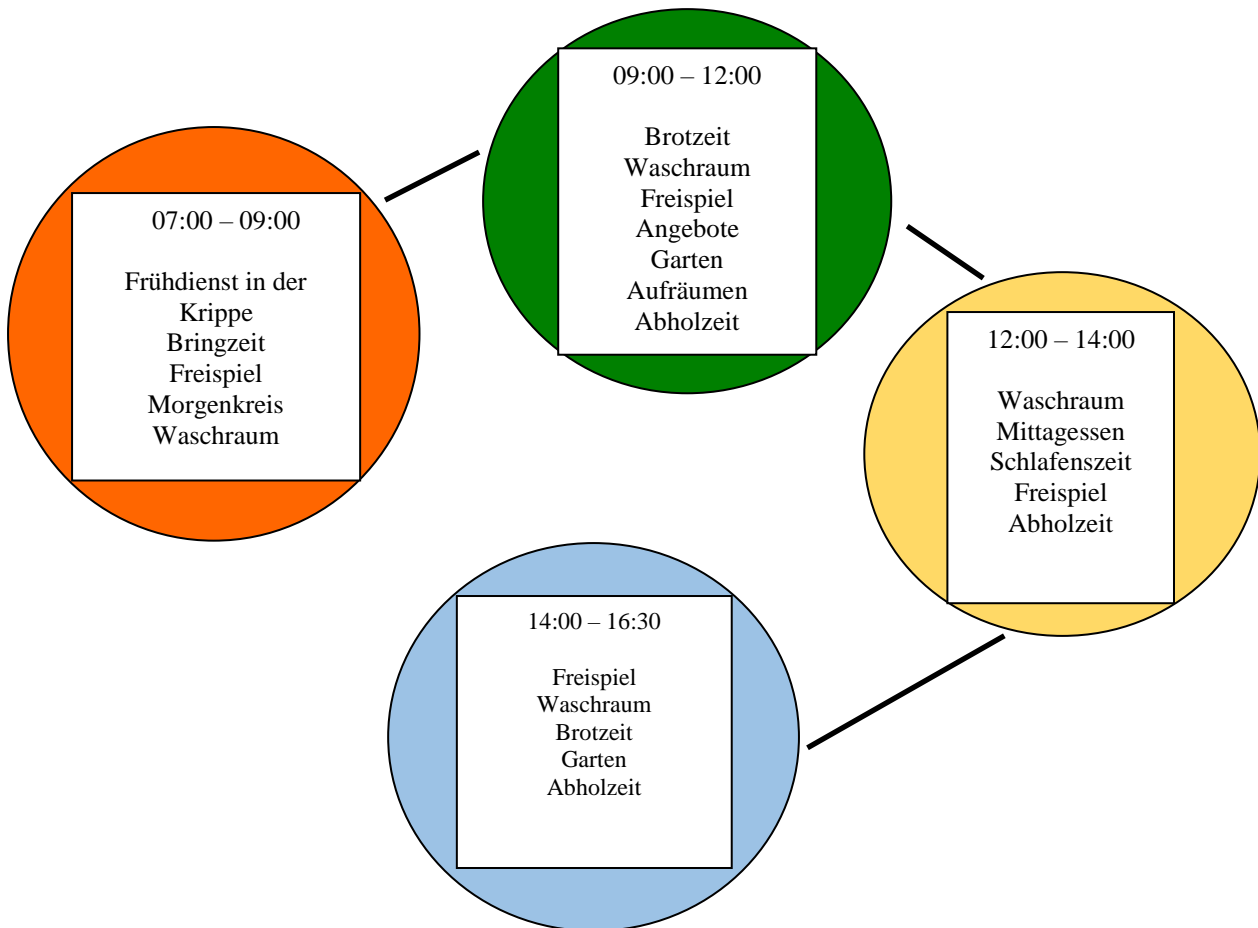 07:00 – 09:00
Frühdienst in der
Krippe
Bringzeit
Freispiel
Morgenkreis
Waschraum
09:00 – 12:00
Brotzeit
Waschraum
Freispiel
Angebote
Garten
Aufräumen
Abholzeit
12:00 – 14:00
Waschraum
Mittagessen
Schlafenszeit
Freispiel
Abholzeit
14:00 – 16:30
Freispiel
Waschraum
Brotzeit
Garten
Abholzeit